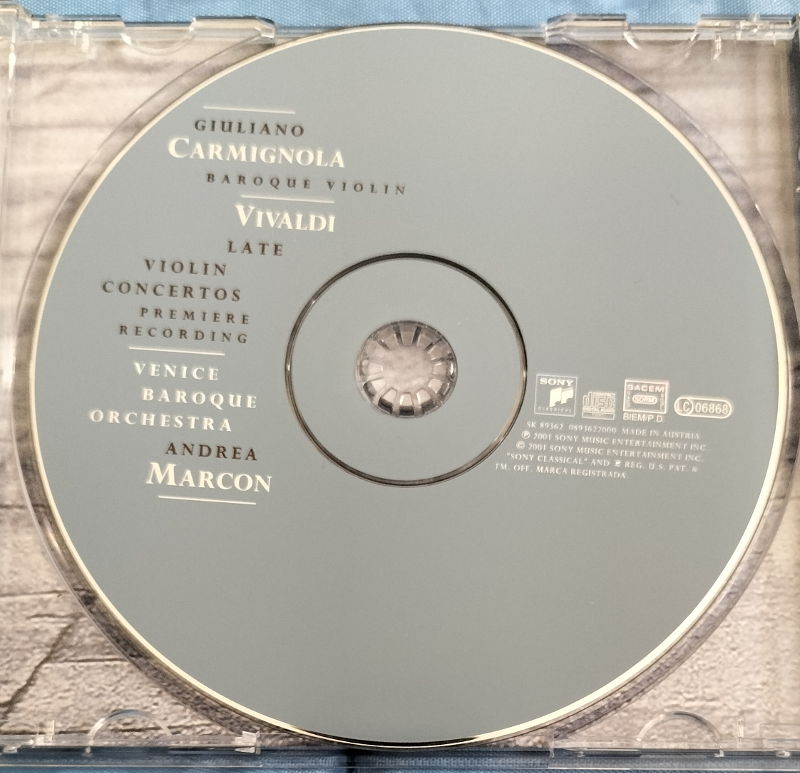 GIULIANO
CARMIGNOLA
BAROQUE VIOLIN
VIVALDI
LATE
VIOLIN
CONCERTOS
PREMIERE
RECORDING
VENICE
BAROQUE
ORCHESTRA
ANDREA
MARCON
SONY
CLASSICAL
SACEM
BIEM/P.D.
LC 06868
SK 89362 0893622000 MADE IN AUSTRIA
℗ 2001 SONY MUSIC ENTERTAINMENT INC.
© 2001 SONY MUSIC ENTERTAINMENT INC.
"SONY CLASSICAL" AND REG. U.S. PAT. &
TM. OFF. MARCA REGISTRADA.